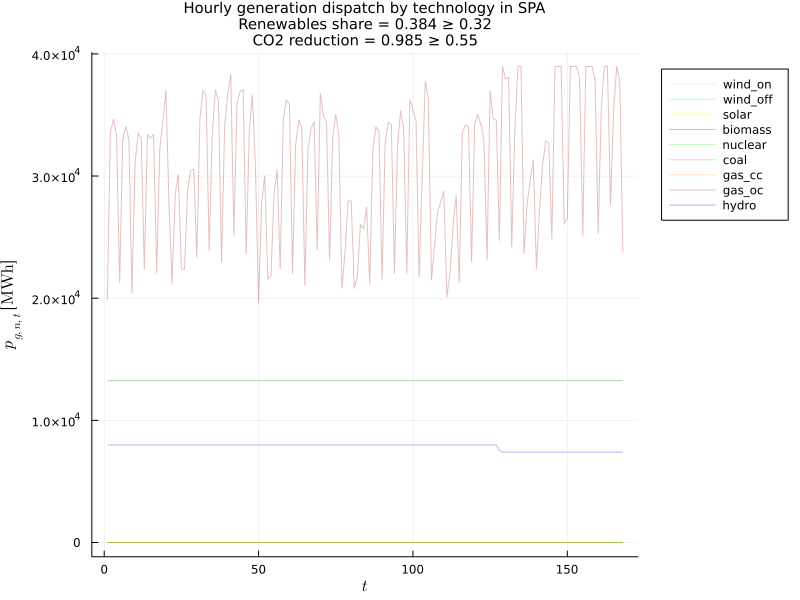 Hourly generation dispatch by technology in SPA
Renewables share = 0.384 ≥ 0.32
CO2 reduction = 0.985 ≥ 0.55
4.0×10⁴
3.0×10⁴
2.0×10⁴
1.0×10⁴
0
p_{g,n,t} [MWh]
0 50 100 150
t
wind_on
wind_off
solar
biomass
nuclear
coal
gas_cc
gas_oc
hydro